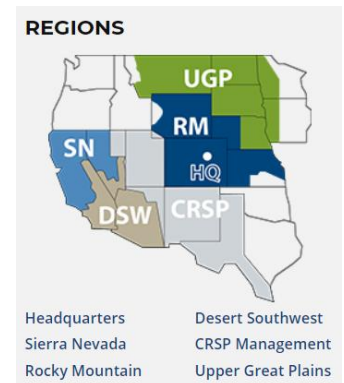 REGIONS
UGP
RM
SN
HQ
DSW
CRSP
Headquarters
Desert Southwest
Sierra Nevada
CRSP Management
Rocky Mountain
Upper Great Plains